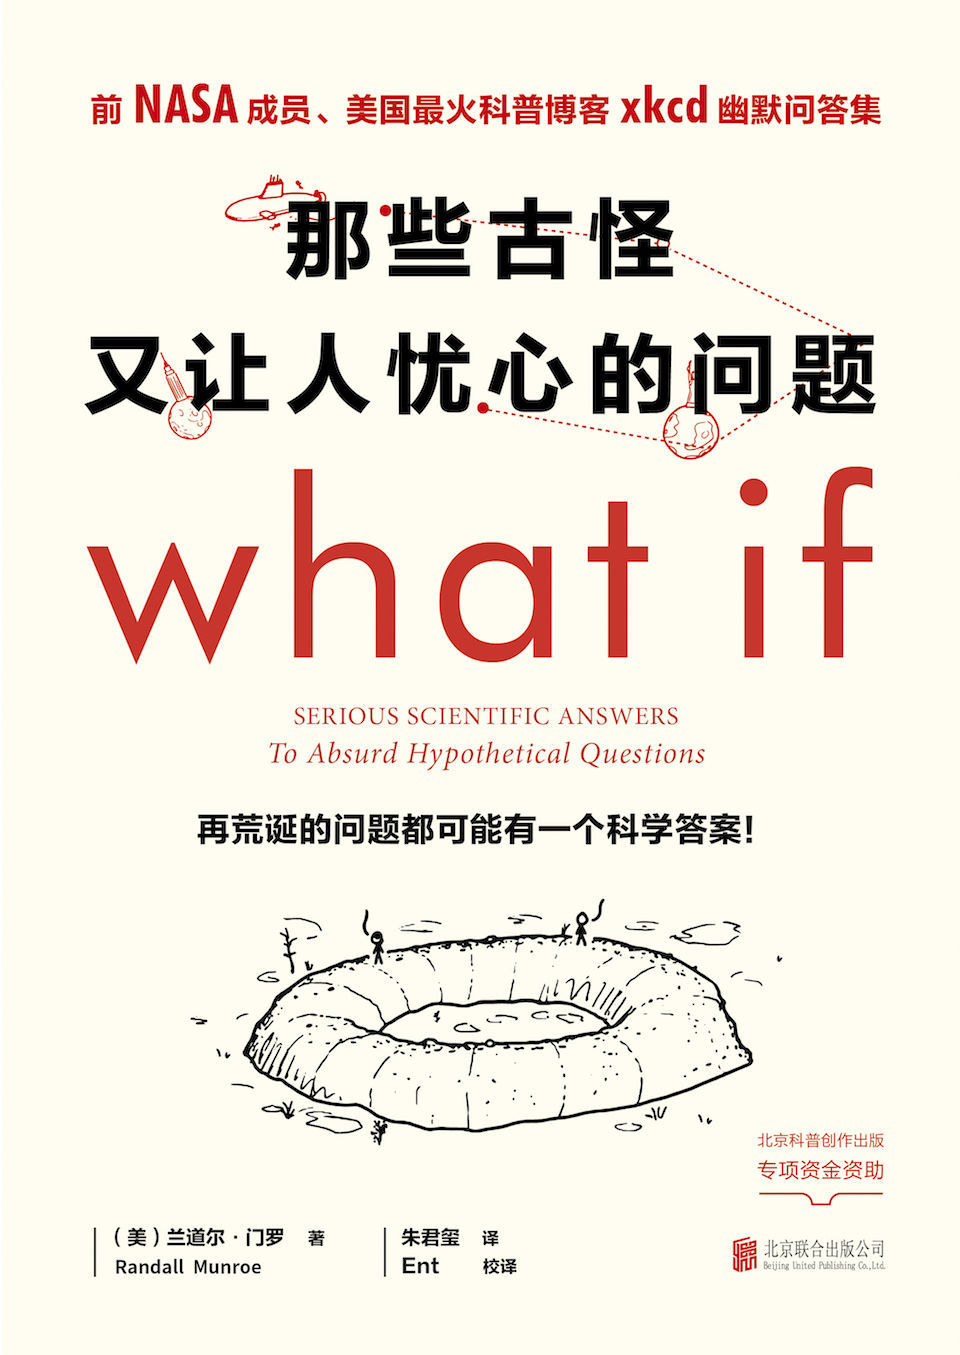 前 NASA 成员、美国最火科普博客 xkcd 幽默问答集
那些古怪
又让人忧心的问题
what if
SERIOUS SCIENTIFIC ANSWERS
To Absurd Hypothetical Questions
再荒诞的问题都可能有一个科学答案！
北京科普创作出版
专项资金资助
（美）兰道尔·门罗 著
Randall Munroe
朱君玺 译
Ent 校译
北京联合出版公司
Beijing United Publishing Co.,Ltd.